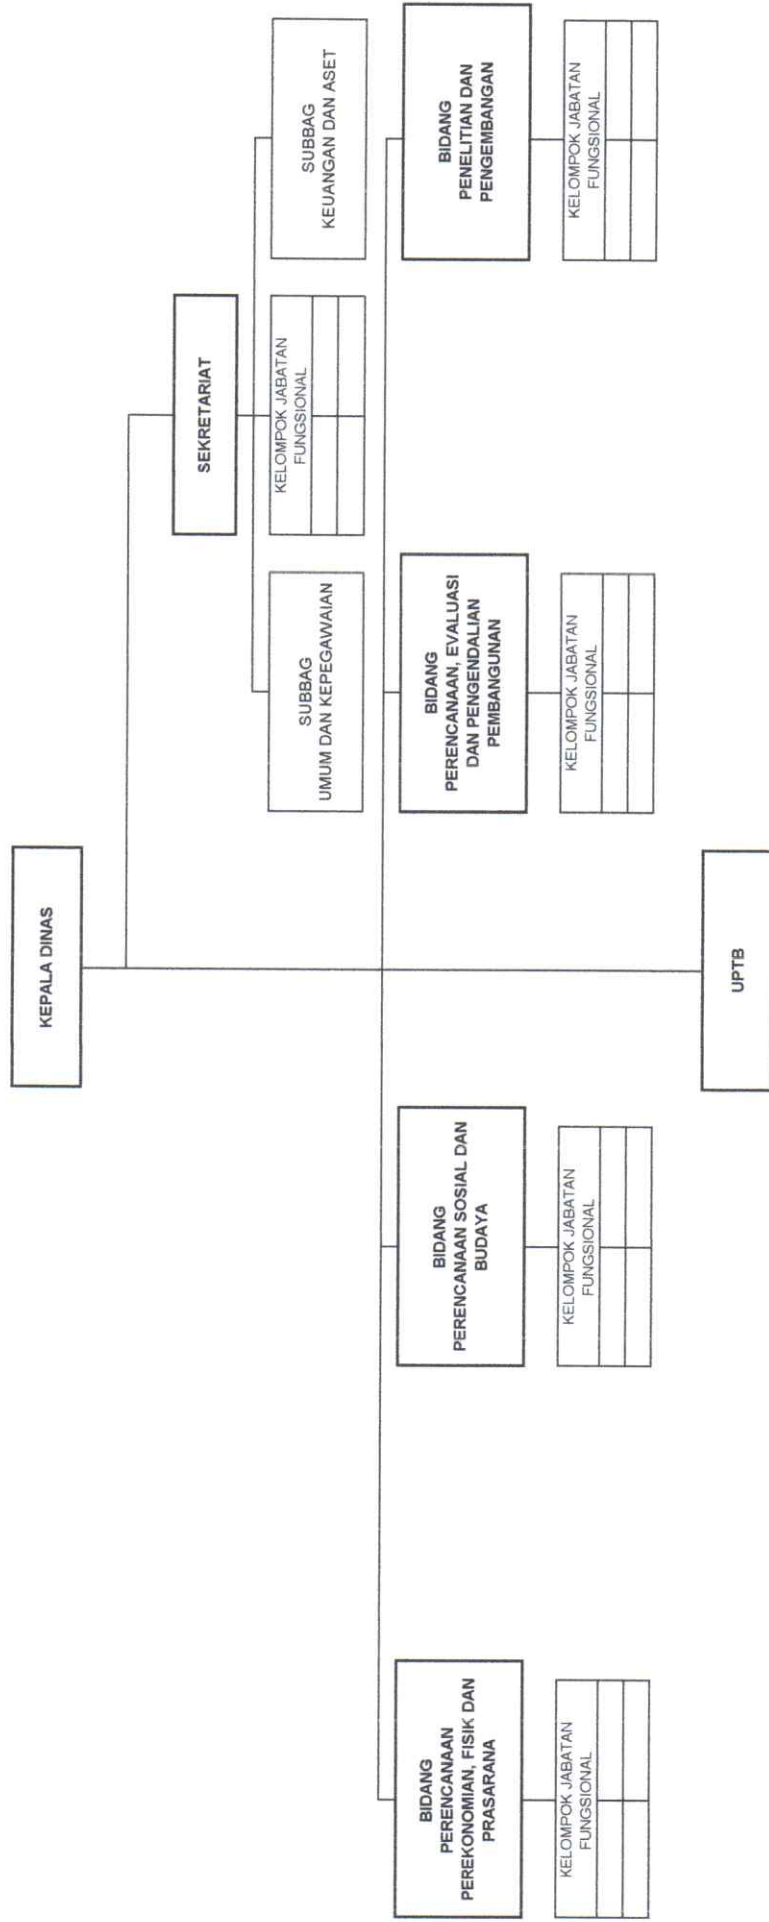 KEPALA DINAS
SEKRETARIAT
SUBBAG
UMUM DAN KEPEGAWAIAN
KELOMPOK JABATAN
FUNGSIONAL
SUBBAG
KEUANGAN DAN ASET
BIDANG
PERENCANAAN
PEREKONOMIAN, FISIK DAN
PRASARANA
BIDANG
PERENCANAAN SOSIAL DAN
BUDAYA
BIDANG
PERENCANAAN, EVALUASI
DAN PENGENDALIAN
PEMBANGUNAN
BIDANG
PENELITIAN DAN
PENGEMBANGAN
KELOMPOK JABATAN
FUNGSIONAL
KELOMPOK JABATAN
FUNGSIONAL
KELOMPOK JABATAN
FUNGSIONAL
KELOMPOK JABATAN
FUNGSIONAL
UPTB